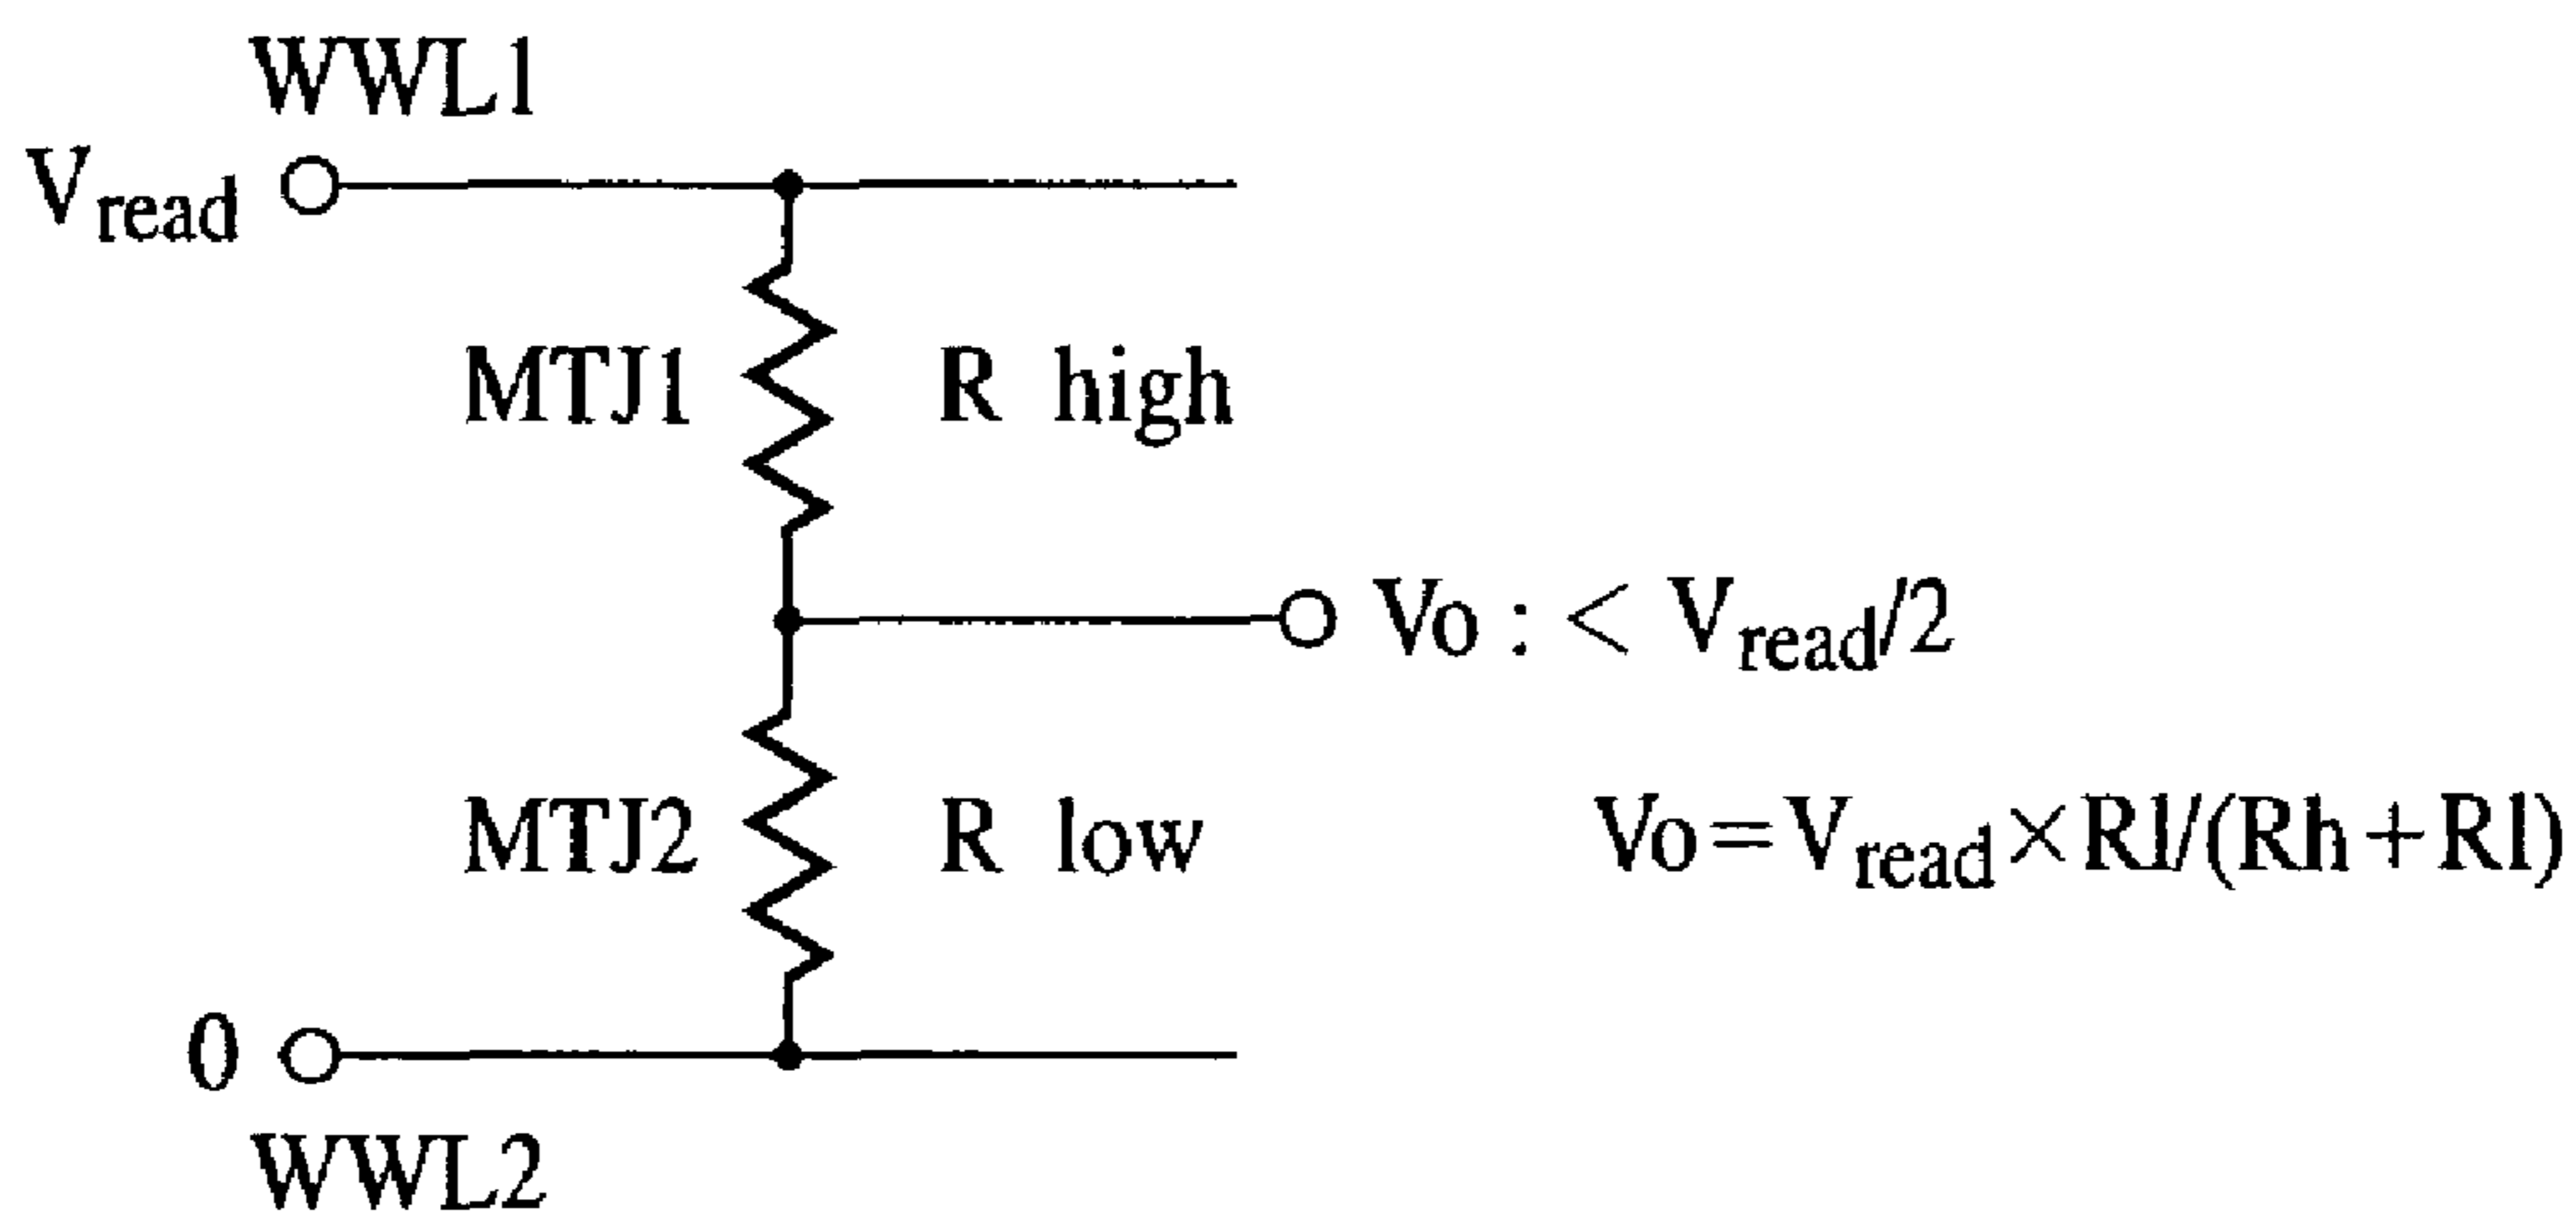 WWL1
Vread
MTJ1 R high
Vo : < Vread/2
MTJ2 R low
Vo=Vread×Rl/(Rh+Rl)
0
WWL2